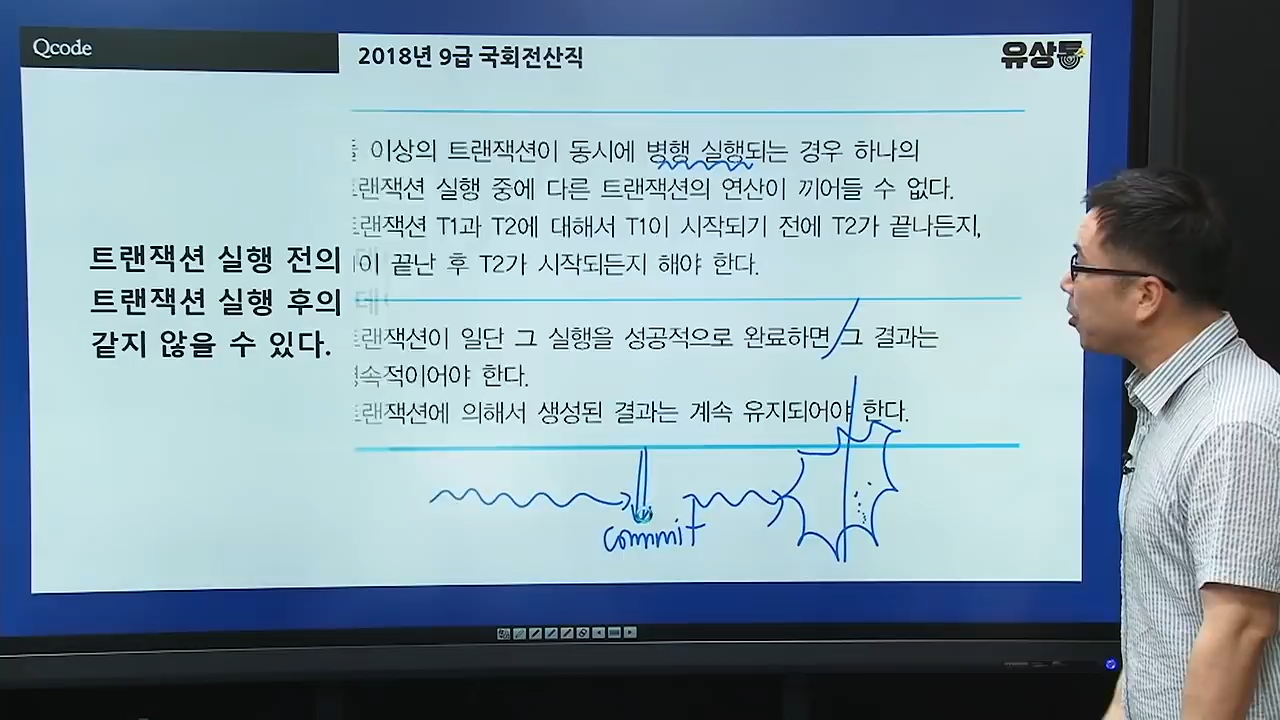 Qcode
2018년 9급 국회전산직
유상통
이상의 트랜잭션이 동시에 병행 실행되는 경우 하나의
트랜잭션 실행 중에 다른 트랜잭션의 연산이 끼어들 수 없다.
트랜잭션 T1과 T2에 대해서 T1이 시작되기 전에 T2가 끝나든지,
끝난 후 T2가 시작되든지 해야 한다.
트랜잭션 실행 전의
트랜잭션 실행 후의
같지 않을 수 있다.
트랜잭션이 일단 그 실행을 성공적으로 완료하면 그 결과는
영속적이어야 한다.
트랜잭션에 의해서 생성된 결과는 계속 유지되어야 한다.
commit